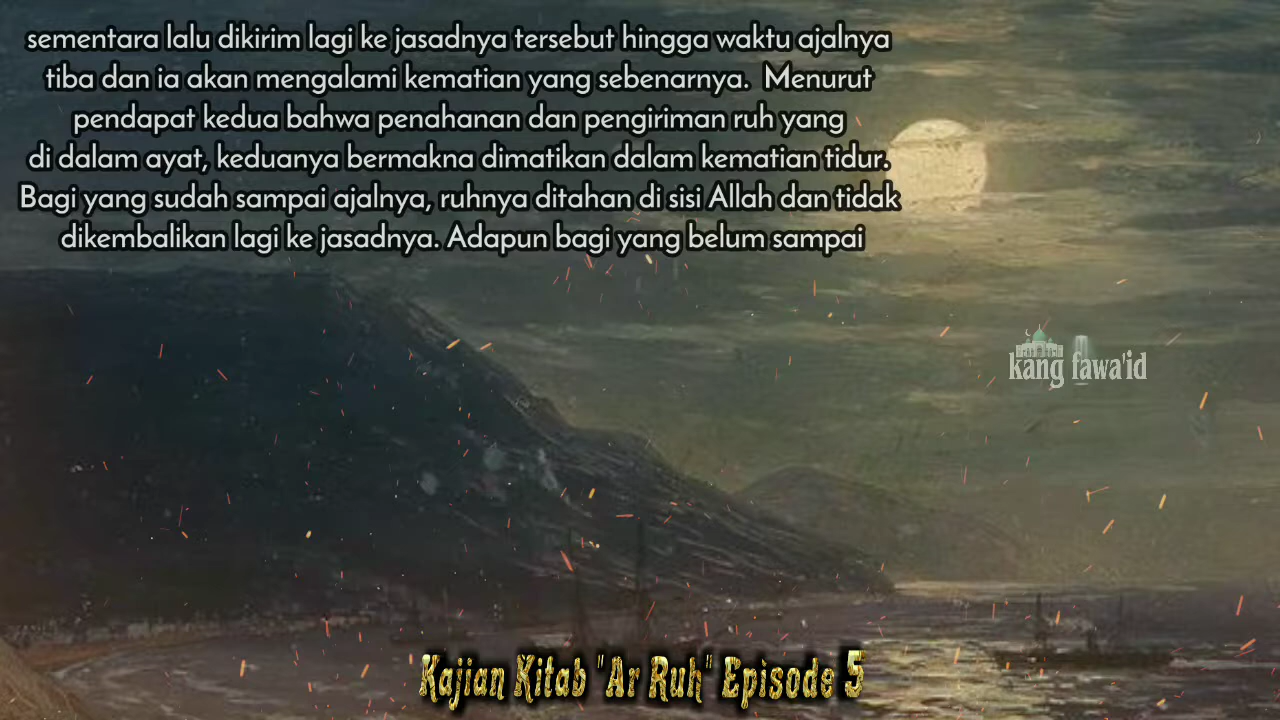 sementara lalu dikirim lagi ke jasadnya tersebut hingga waktu ajalnya
tiba dan ia akan mengalami kematian yang sebenarnya.  Menurut
pendapat kedua bahwa penahanan dan pengiriman ruh yang
di dalam ayat, keduanya bermakna dimatikan dalam kematian tidur.
Bagi yang sudah sampai ajalnya, ruhnya ditahan di sisi Allah dan tidak
dikembalikan lagi ke jasadnya. Adapun bagi yang belum sampai
kang fawa'id
Kajian Kitab "Ar Ruh" Episode 5